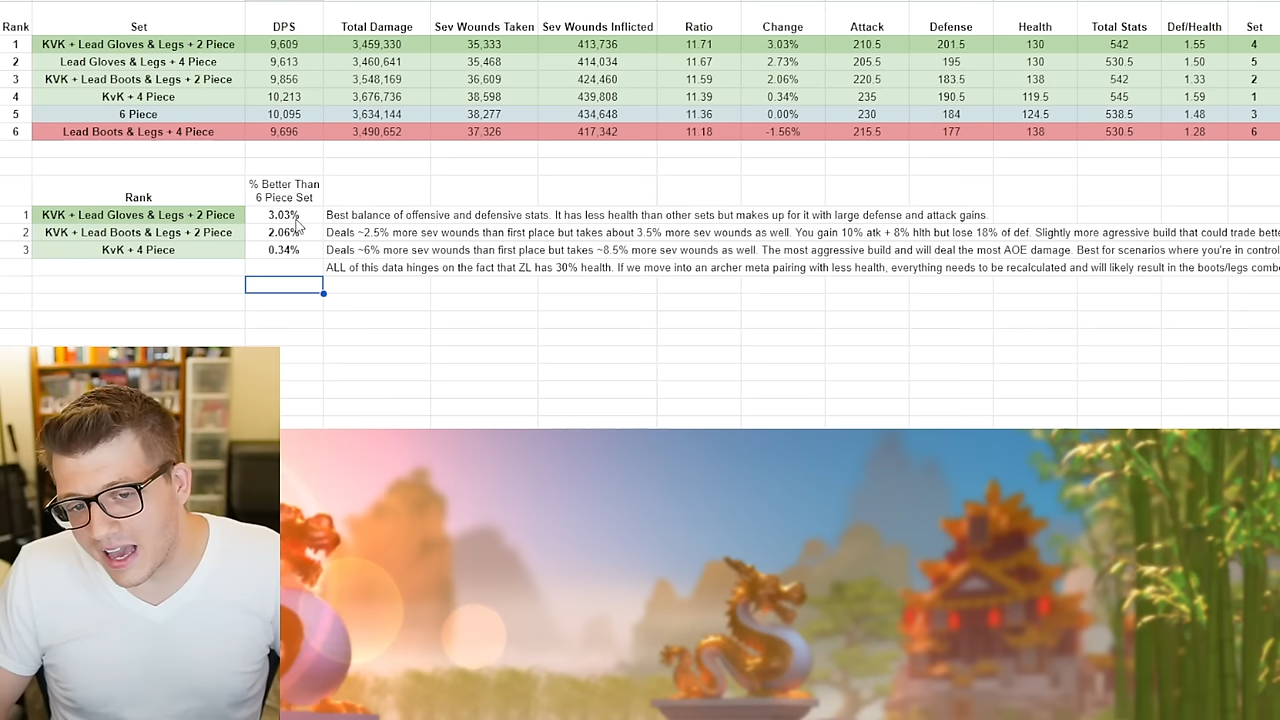 Rank Set DPS Total Damage Sev Wounds Taken Sev Wounds Inflicted Ratio Change Attack Defense Health Total Stats Def/Health Set
1 KVK + Lead Gloves & Legs + 2 Piece 9,609 3,459,330 35,333 413,736 11.71 3.03% 210.5 201.5 130 542 1.55 4
2 Lead Gloves & Legs + 4 Piece 9,613 3,460,641 35,468 414,034 11.67 2.73% 205.5 195 130 530.5 1.50 5
3 KVK + Lead Boots & Legs + 2 Piece 9,856 3,548,169 36,609 424,460 11.59 2.06% 220.5 183.5 138 542 1.33 2
4 KvK + 4 Piece 10,213 3,676,736 38,598 439,808 11.39 0.34% 235 190.5 119.5 545 1.59 1
5 6 Piece 10,095 3,634,144 38,277 434,648 11.36 0.00% 230 184 124.5 538.5 1.48 3
6 Lead Boots & Legs + 4 Piece 9,696 3,490,652 37,326 417,342 11.18 -1.56% 215.5 177 138 530.5 1.28 6
Rank % Better Than
6 Piece Set
1 KVK + Lead Gloves & Legs + 2 Piece 3.03% Best balance of offensive and defensive stats. It has less health than other sets but makes up for it with large defense and attack gains.
2 KVK + Lead Boots & Legs + 2 Piece 2.06% Deals ~2.5% more sev wounds than first place but takes about 3.5% more sev wounds as well. You gain 10% atk + 8% hlth but lose 18% of def. Slightly more agressive build that could trade bette
3 KvK + 4 Piece 0.34% Deals ~6% more sev wounds than first place but takes ~8.5% more sev wounds as well. The most aggressive build and will deal the most AOE damage. Best for scenarios where you're in control
ALL of this data hinges on the fact that ZL has 30% health. If we move into an archer meta pairing with less health, everything needs to be recalculated and will likely result in the boots/legs comb